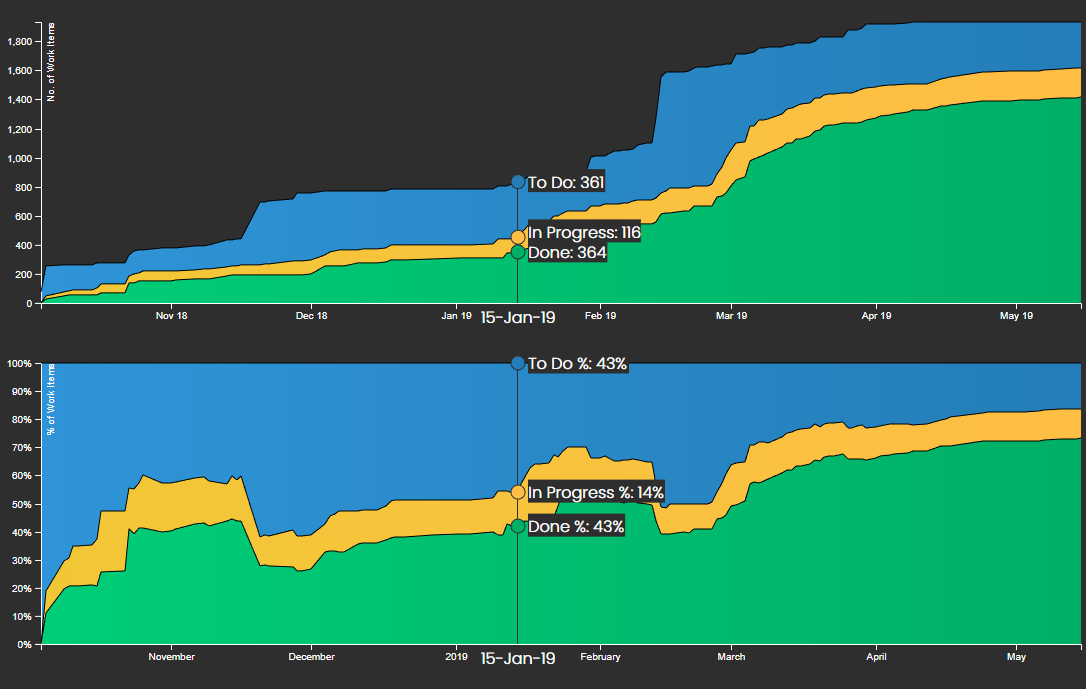 No. of Work Items
1,800
1,600
1,400
1,200
1,000
800
600
400
200
0
To Do: 361
In Progress: 116
Done: 364
Nov 18
Dec 18
Jan 19
15-Jan-19
Feb 19
Mar 19
Apr 19
May 19
% of Work Items
100%
90%
80%
70%
60%
50%
40%
30%
20%
10%
0%
To Do %: 43%
In Progress %: 14%
Done %: 43%
November
December
2019
15-Jan-19
February
March
April
May